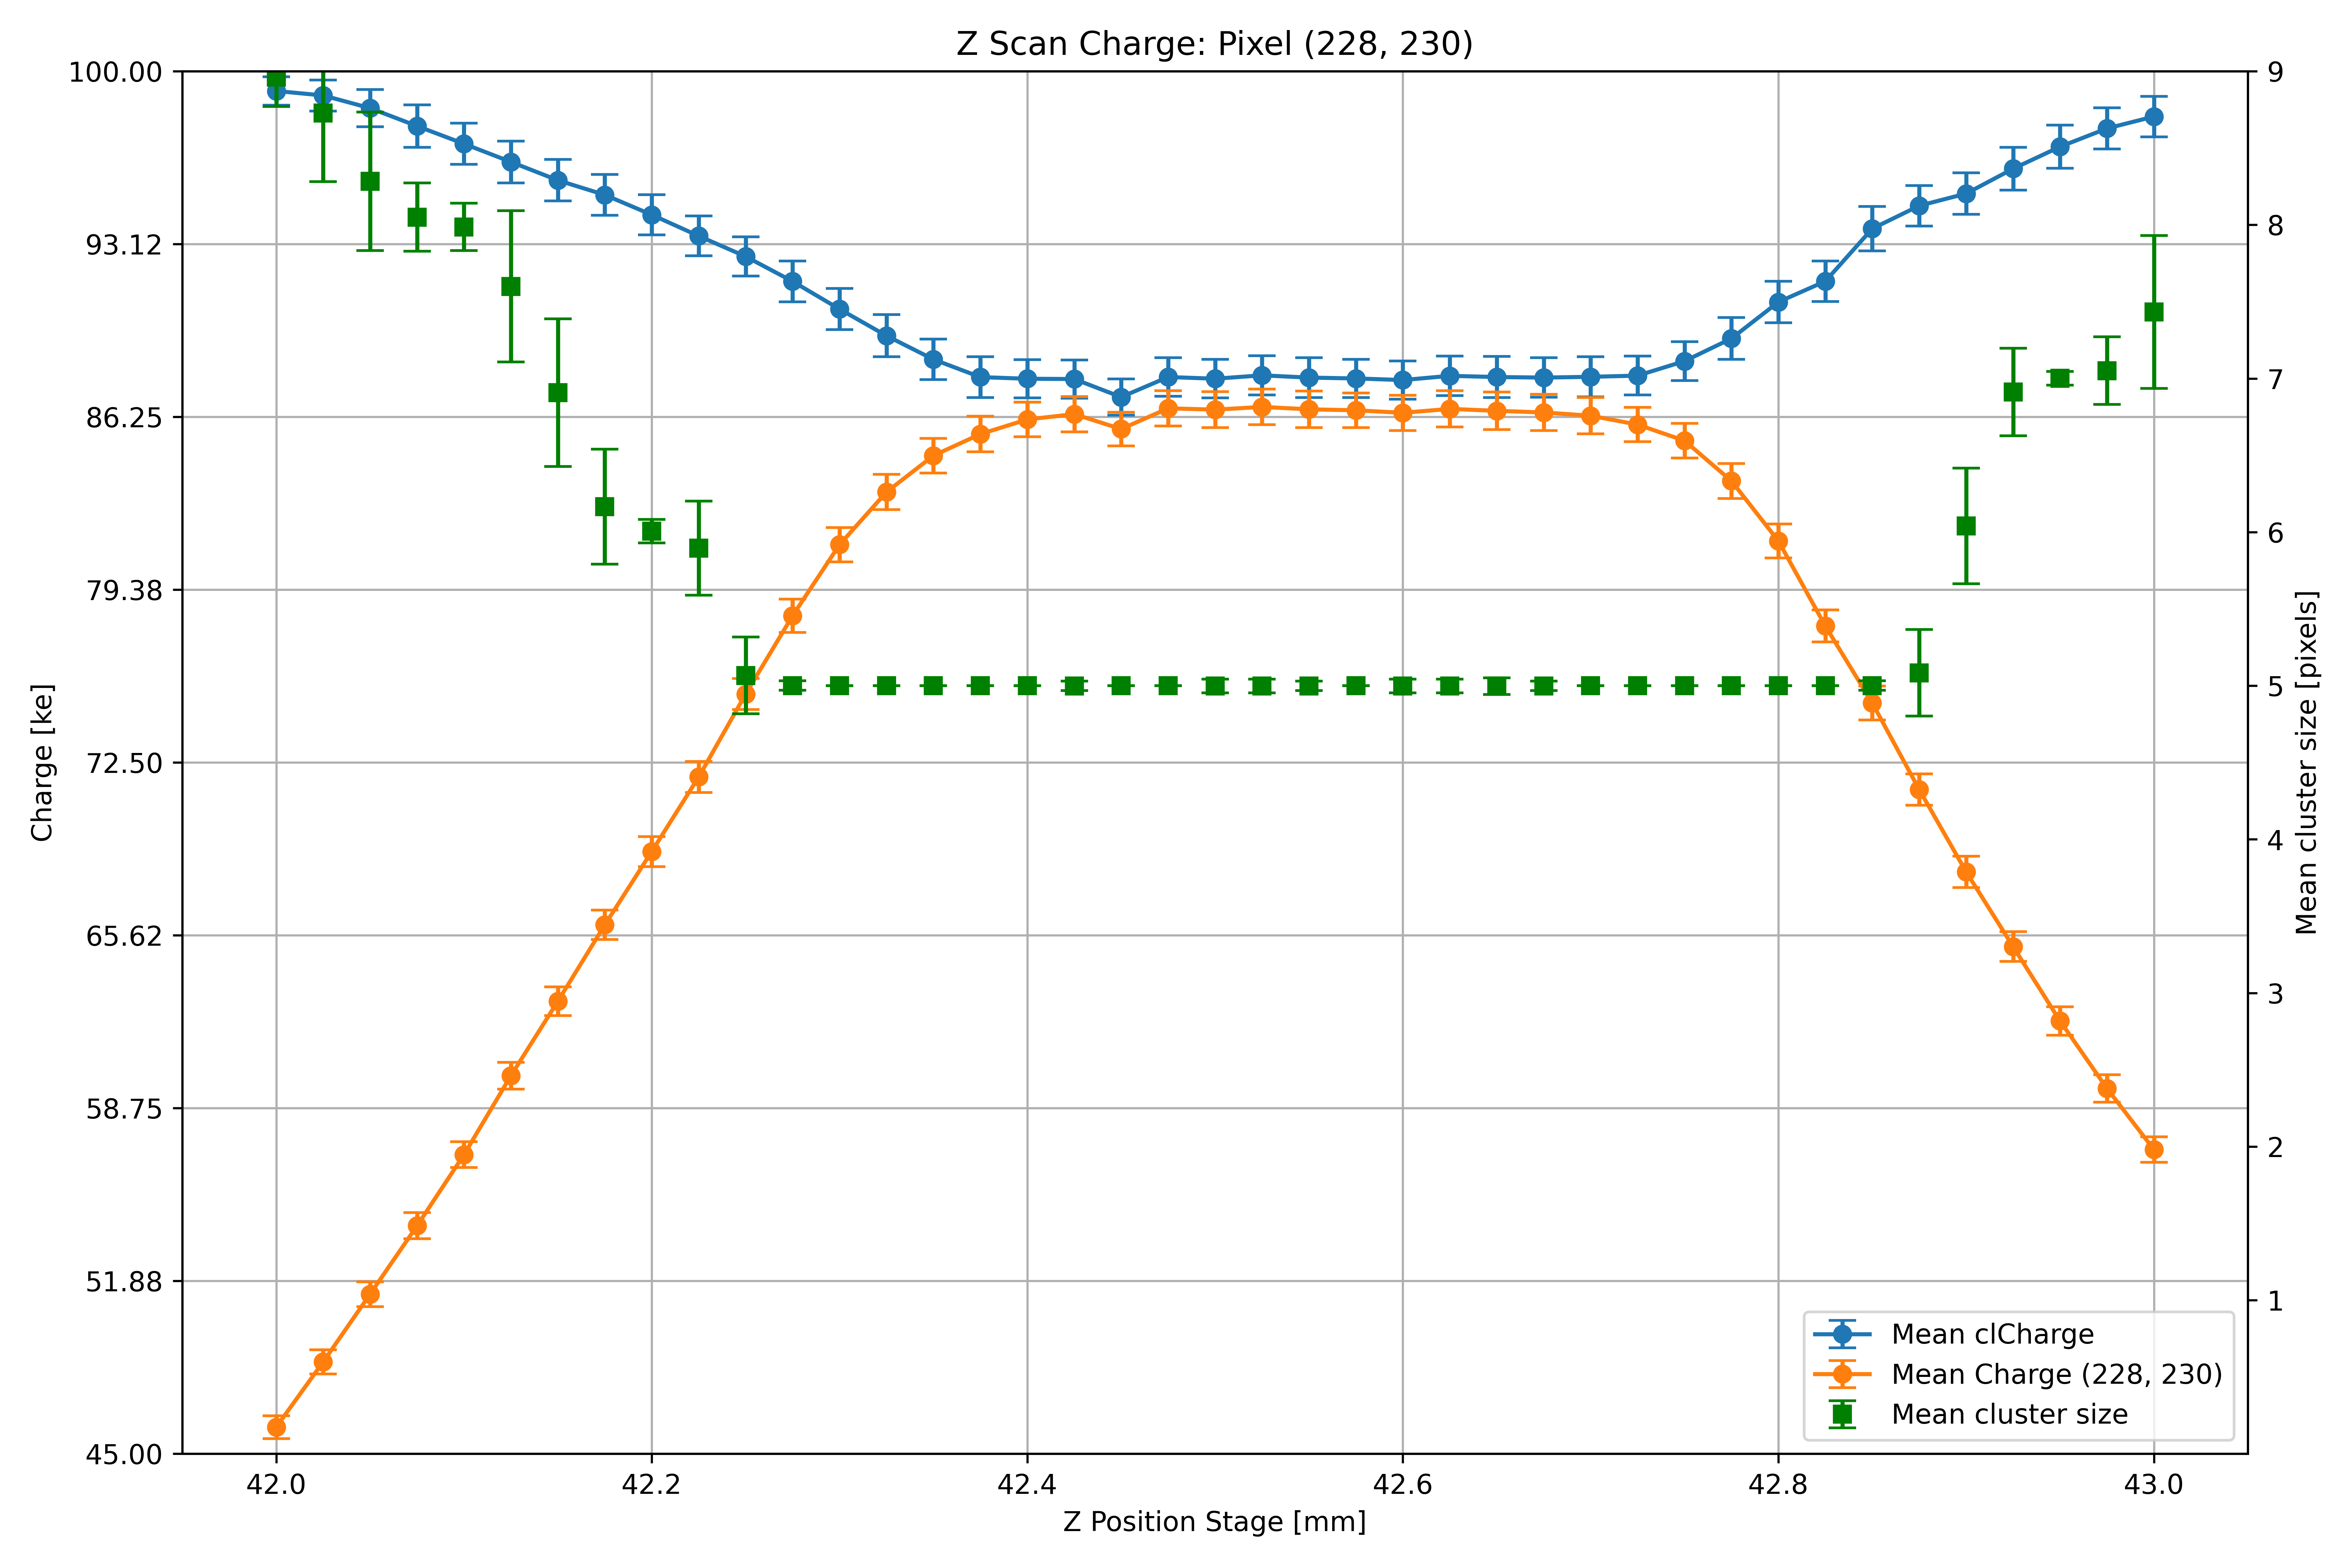 Z Scan Charge: Pixel (228, 230)
100.00
93.12
86.25
79.38
72.50
65.62
58.75
51.88
45.00
Charge [ke]
9
8
7
6
5
4
3
2
1
Mean cluster size [pixels]
Mean clCharge
Mean Charge (228, 230)
Mean cluster size
42.0 42.2 42.4 42.6 42.8 43.0
Z Position Stage [mm]